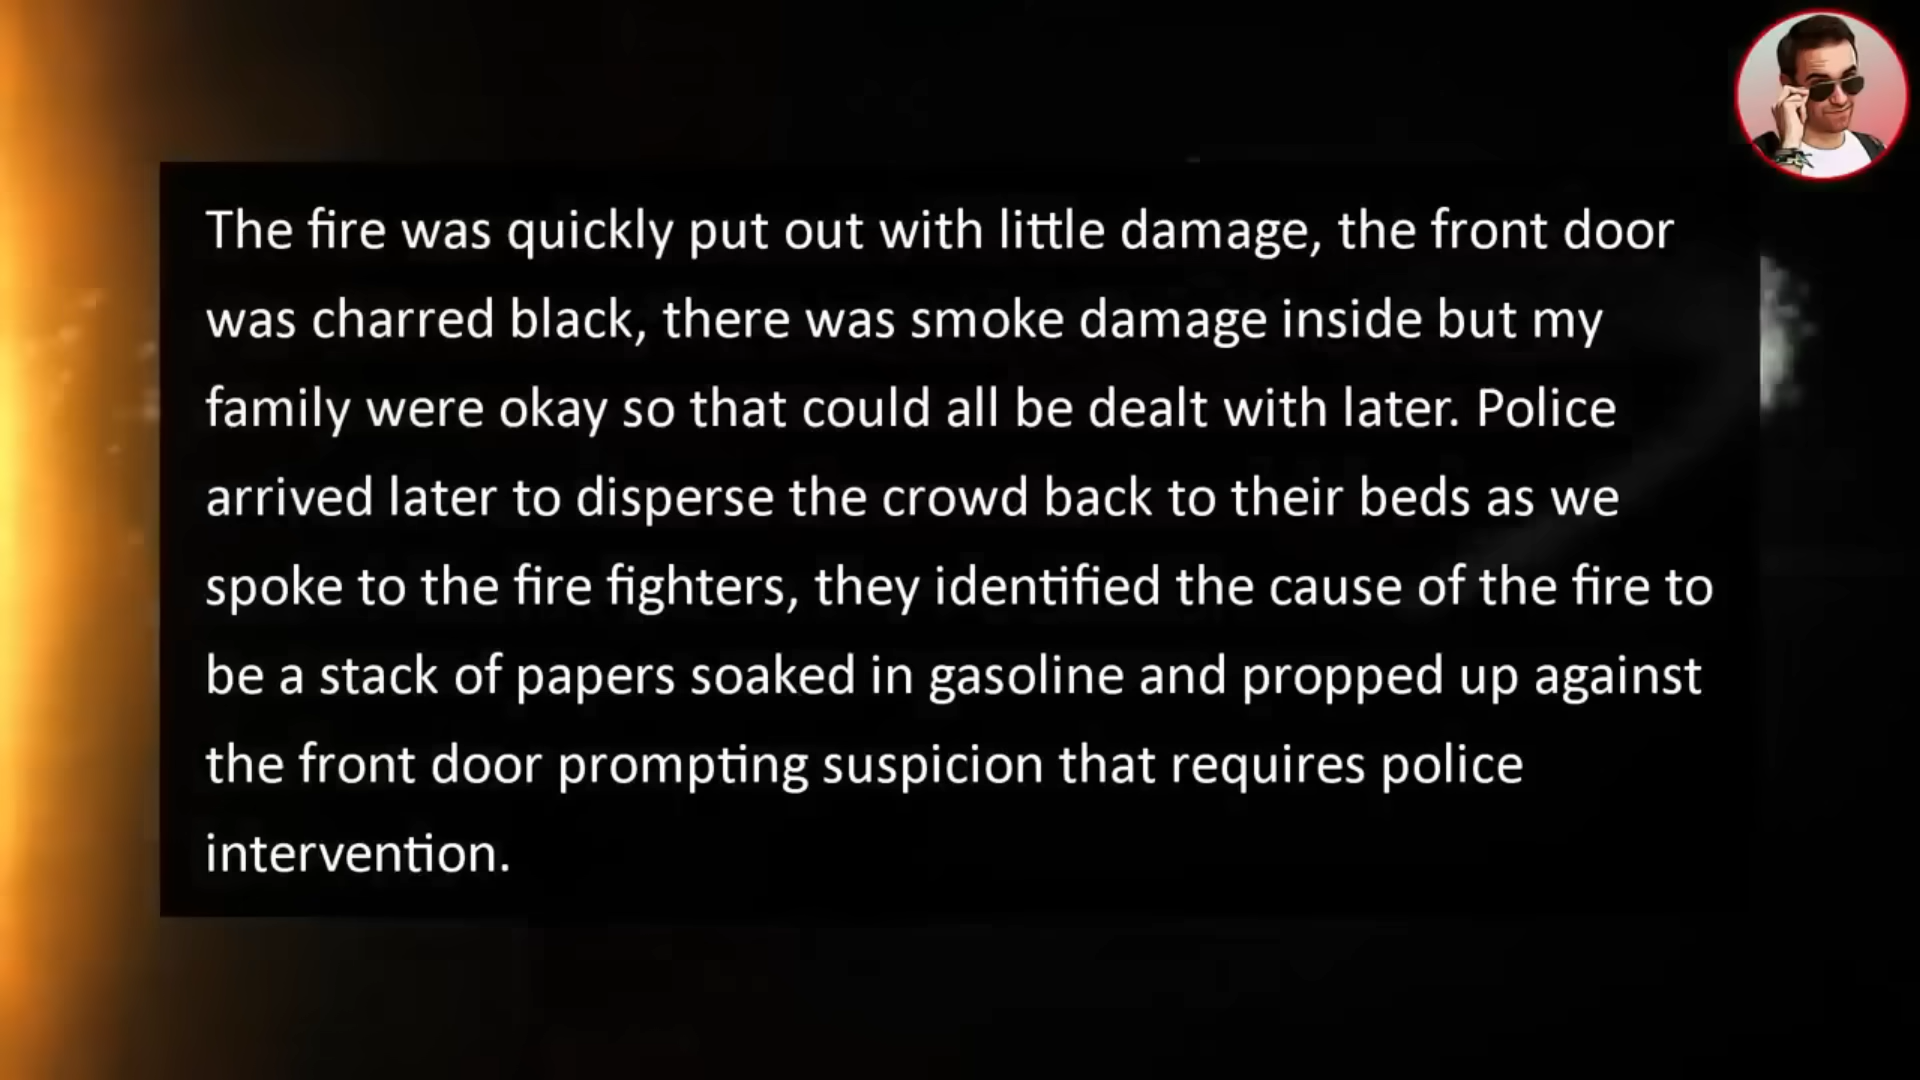 The fire was quickly put out with little damage, the front door
was charred black, there was smoke damage inside but my
family were okay so that could all be dealt with later. Police
arrived later to disperse the crowd back to their beds as we
spoke to the fire fighters, they identified the cause of the fire to
be a stack of papers soaked in gasoline and propped up against
the front door prompting suspicion that requires police
intervention.